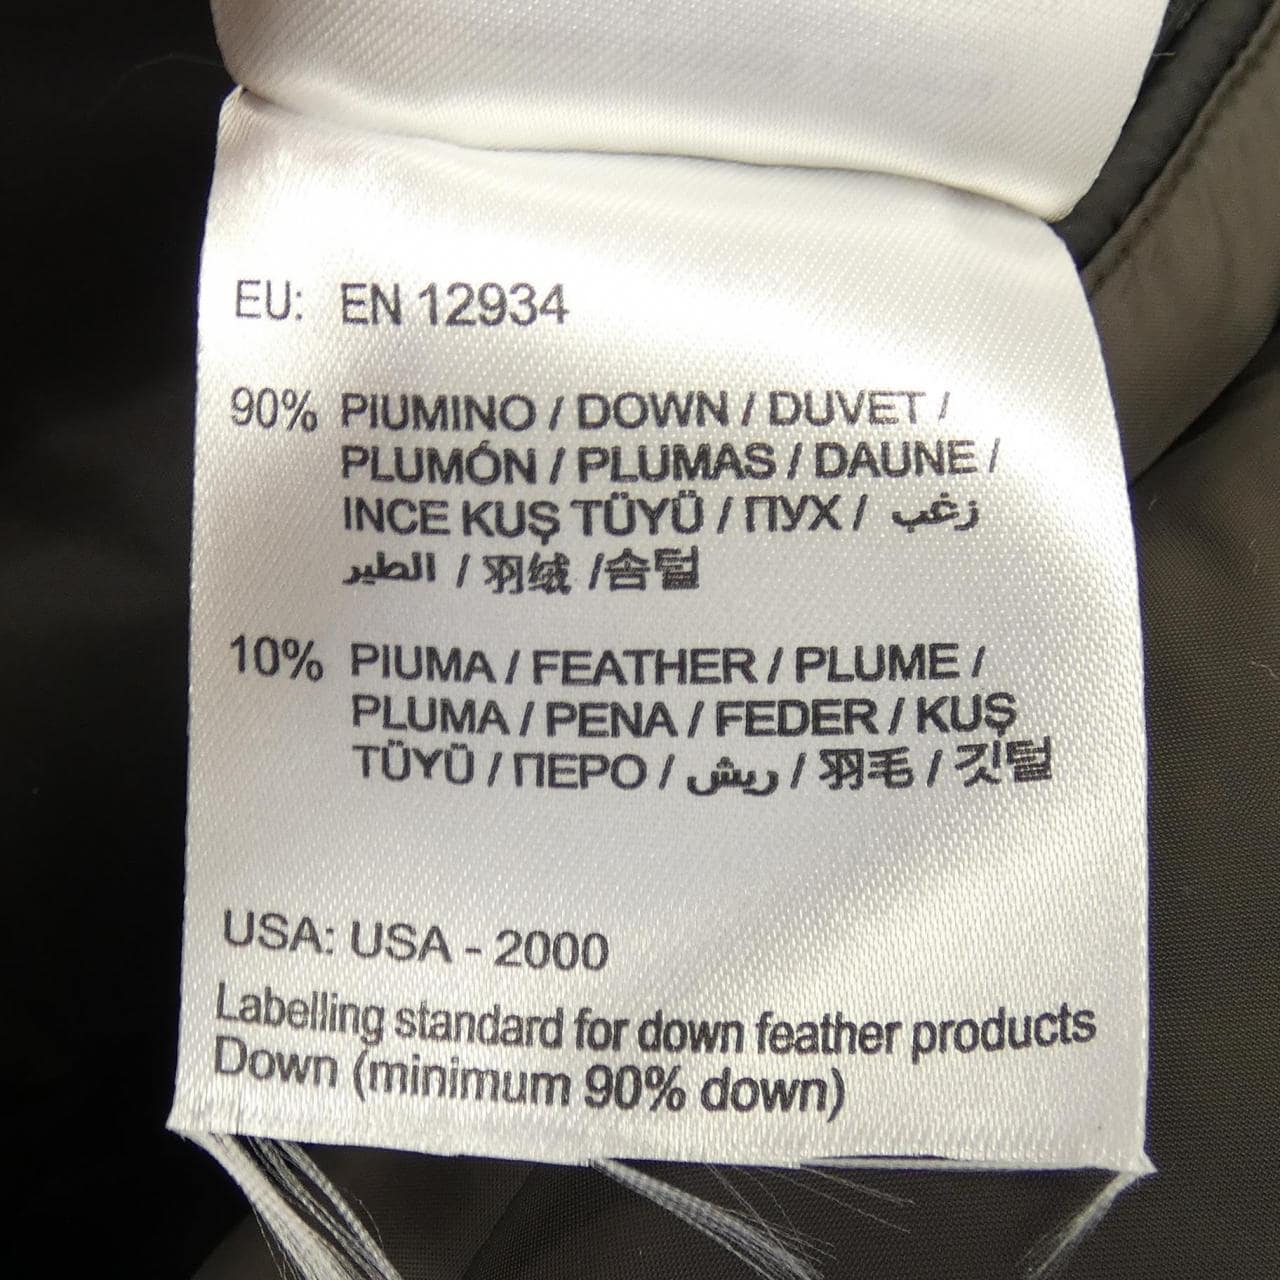 EU: EN 12934
90% PIUMINO / DOWN / DUVET /
PLUMÓN / PLUMAS / DAUNE /
INCE KUŞ TÜYÜ / ПУХ / زغب
الطير / 羽绒 /솜털
10% PIUMA / FEATHER / PLUME /
PLUMA / PENA / FEDER / KUŞ
TÜYÜ / ПЕРО / ريش / 羽毛 / 깃털
USA: USA - 2000
Labelling standard for down feather products
Down (minimum 90% down)